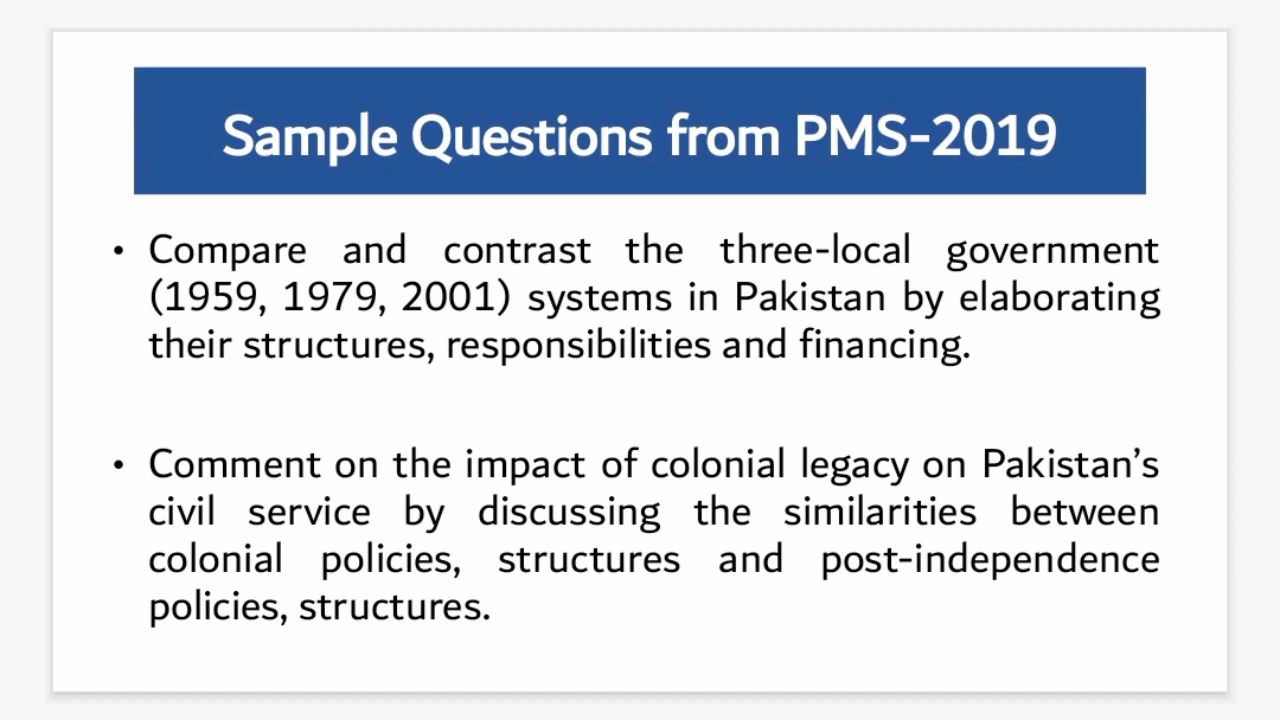 Sample Questions from PMS-2019
• Compare and contrast the three-local government
(1959, 1979, 2001) systems in Pakistan by elaborating
their structures, responsibilities and financing.
• Comment on the impact of colonial legacy on Pakistan’s
civil service by discussing the similarities between
colonial policies, structures and post-independence
policies, structures.